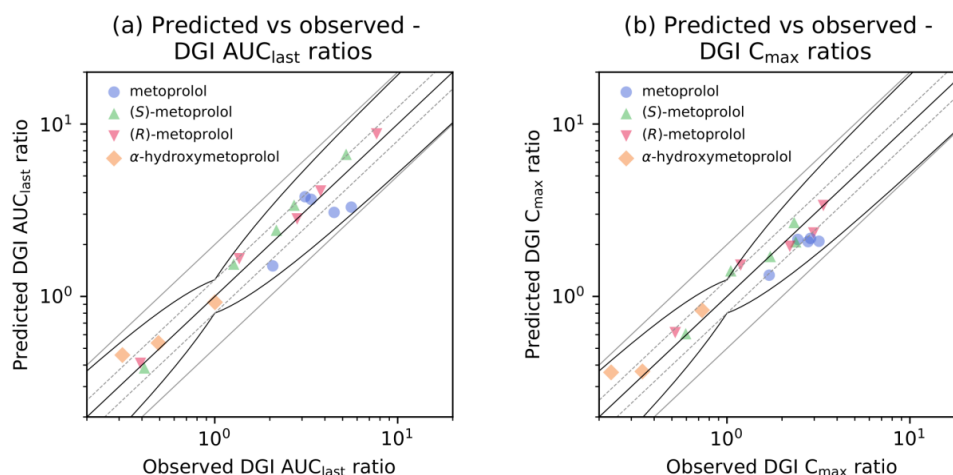 (a) Predicted vs observed -
DGI AUClast ratios
Predicted DGI AUClast ratio
10¹
10⁰
metoprolol
(S)-metoprolol
(R)-metoprolol
α-hydroxymetoprolol
10⁰
10¹
Observed DGI AUClast ratio
(b) Predicted vs observed -
DGI Cmax ratios
Predicted DGI Cmax ratio
10¹
10⁰
metoprolol
(S)-metoprolol
(R)-metoprolol
α-hydroxymetoprolol
10⁰
10¹
Observed DGI Cmax ratio